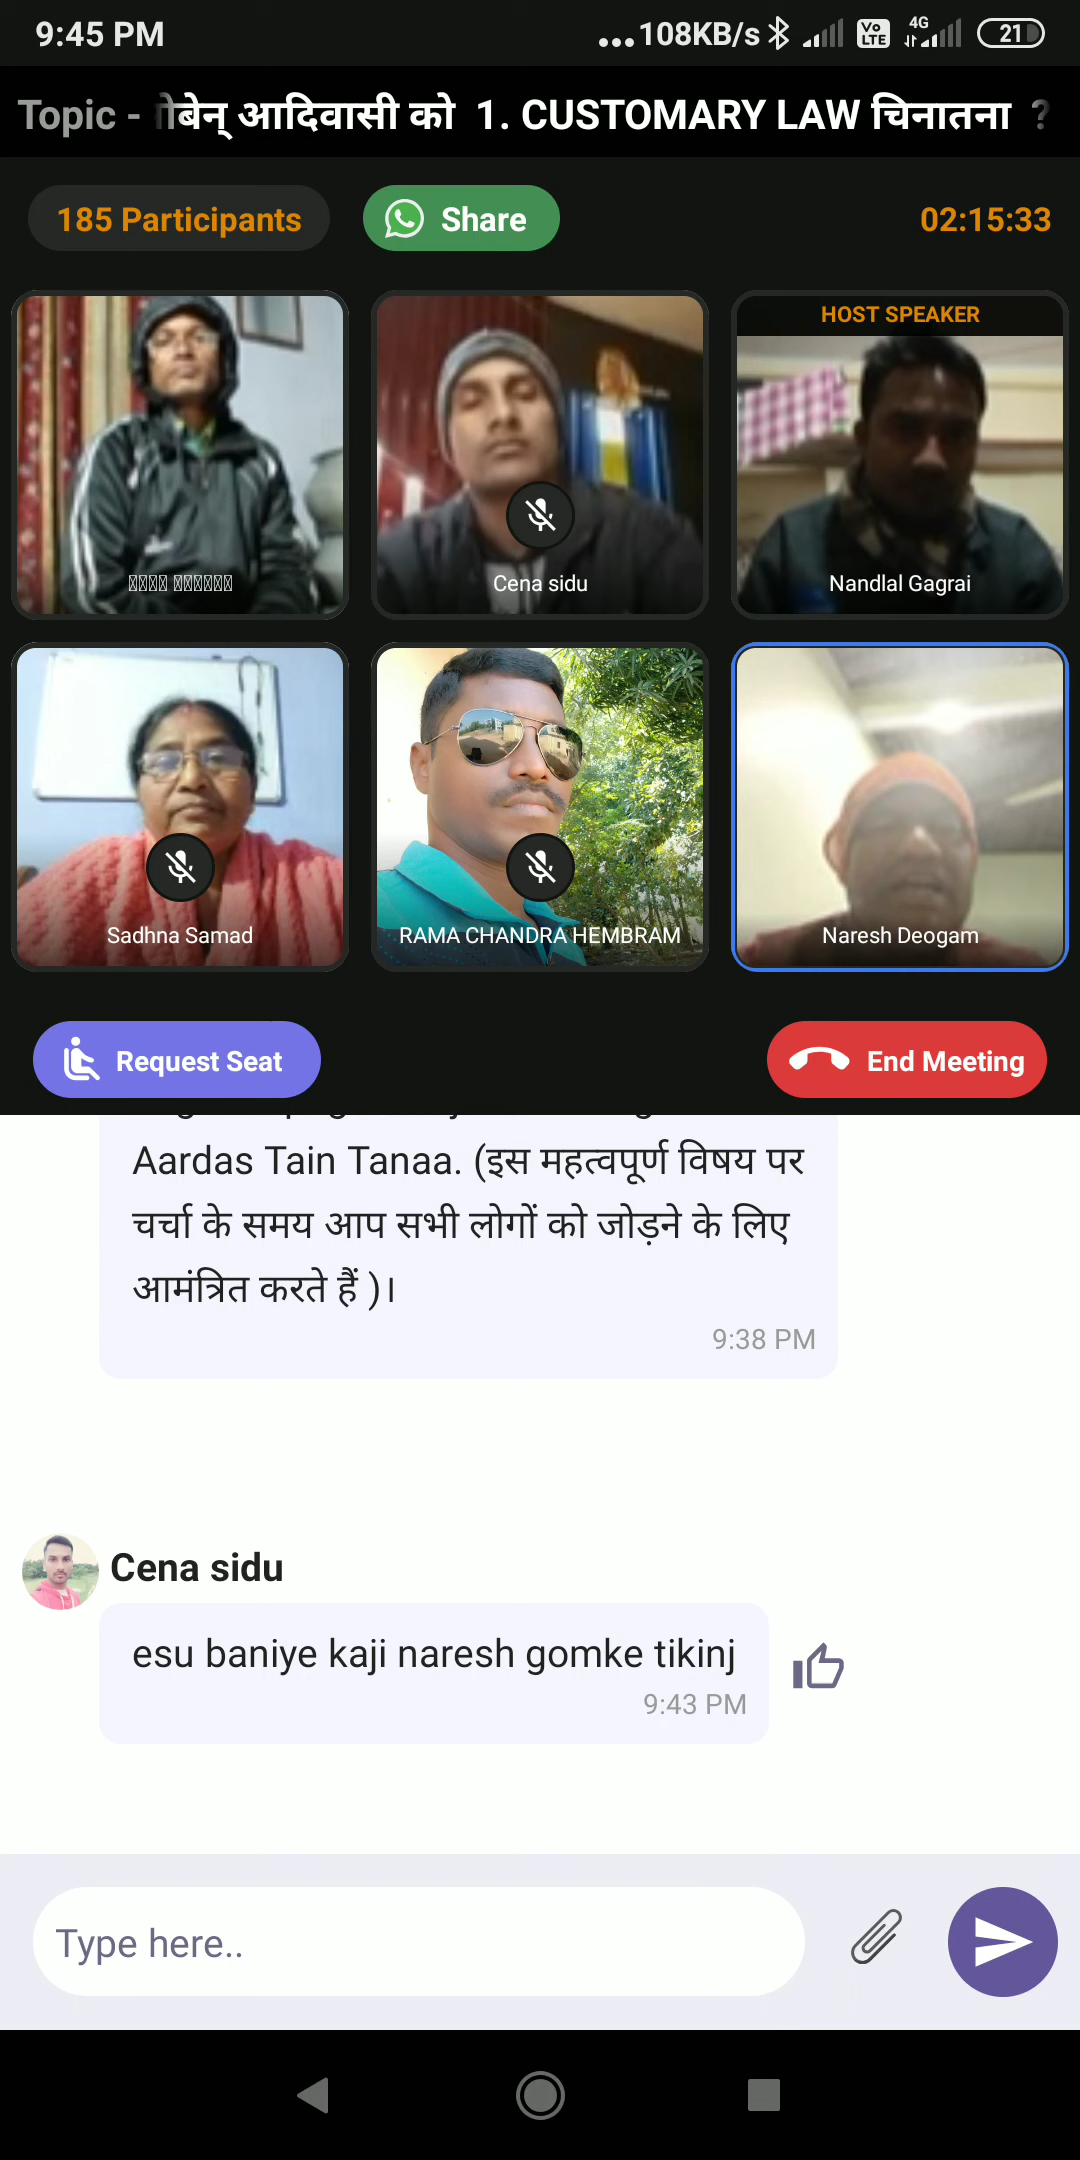 9:45 PM
...108KB/s
Vo LTE
4G
21
Topic - बेन् आदिवासी को 1. CUSTOMARY LAW चिनातना ?
185 Participants
Share
02:15:33
HOST SPEAKER
Cena sidu
Nandlal Gagrai
Sadhna Samad
RAMA CHANDRA HEMBRAM
Naresh Deogam
Request Seat
End Meeting
Aardas Tain Tanaa. (इस महत्वपूर्ण विषय पर
चर्चा के समय आप सभी लोगों को जोड़ने के लिए
आमंत्रित करते हैं )।
9:38 PM
Cena sidu
esu baniye kaji naresh gomke tikinj
9:43 PM
Type here..